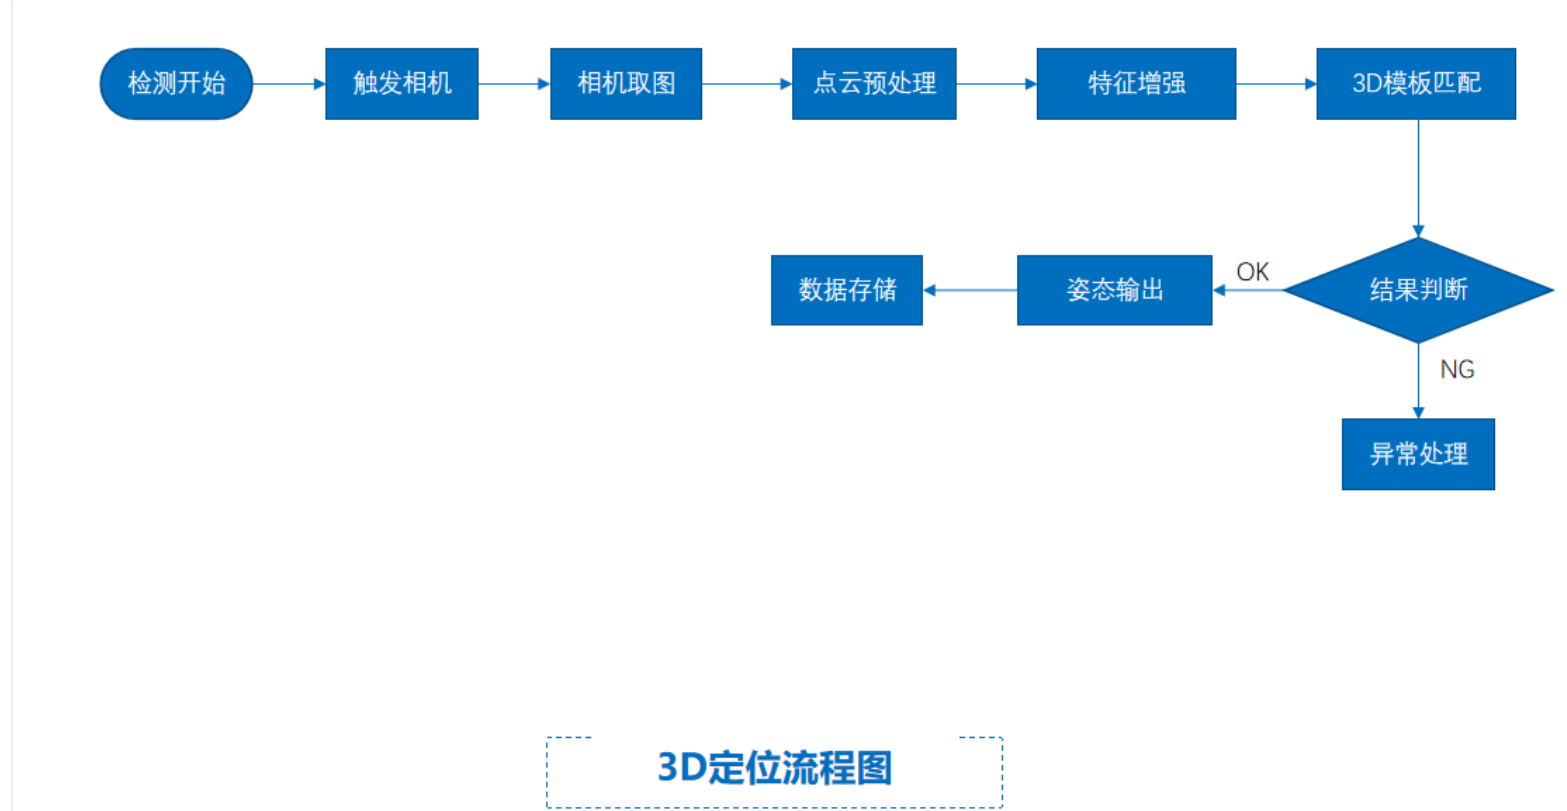 检测开始
触发相机
相机取图
点云预处理
特征增强
3D模板匹配
数据存储
姿态输出
OK
结果判断
NG
异常处理
3D定位流程图